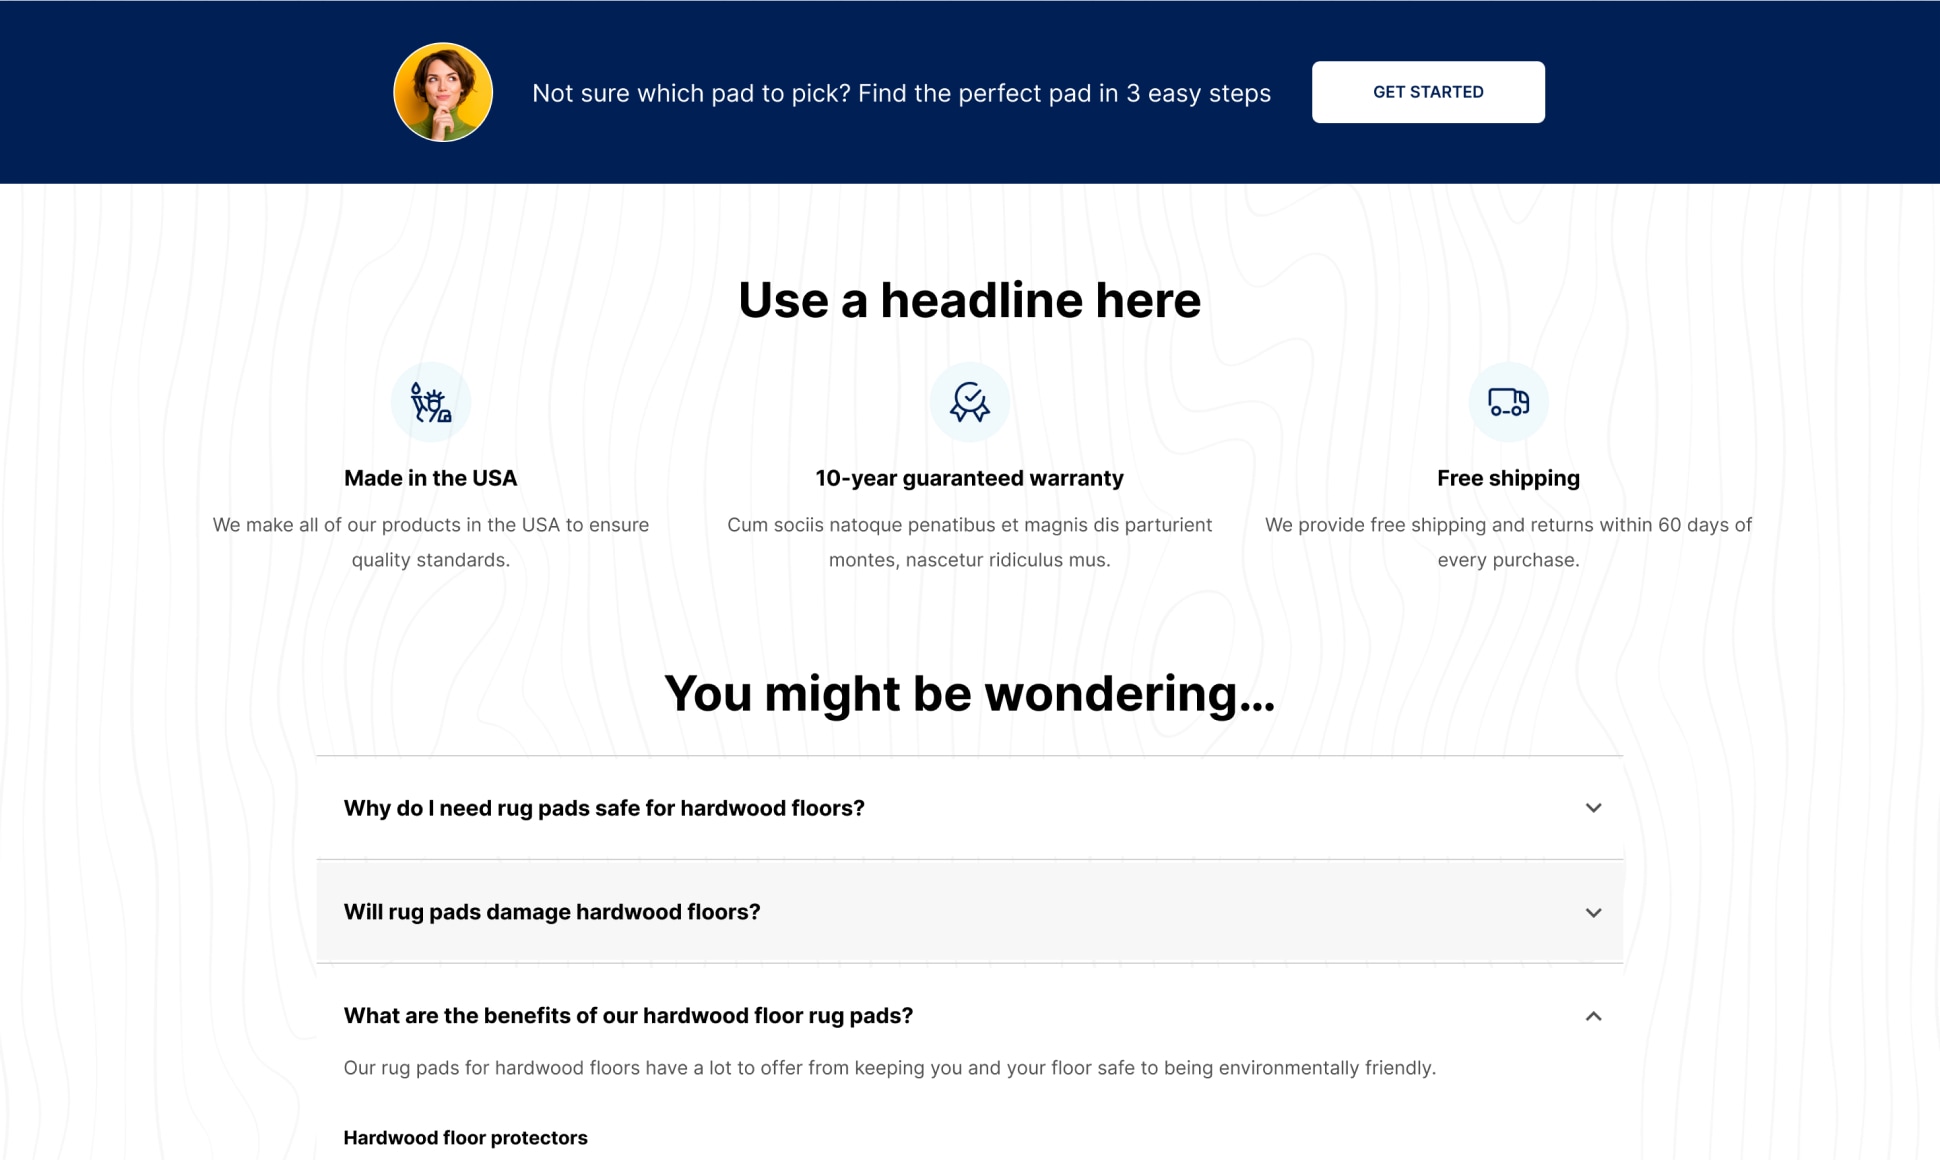 Not sure which pad to pick? Find the perfect pad in 3 easy steps
GET STARTED
Use a headline here
Made in the USA
We make all of our products in the USA to ensure
quality standards.
10-year guaranteed warranty
Cum sociis natoque penatibus et magnis dis parturient
montes, nascetur ridiculus mus.
Free shipping
We provide free shipping and returns within 60 days of
every purchase.
You might be wondering...
Why do I need rug pads safe for hardwood floors?
Will rug pads damage hardwood floors?
What are the benefits of our hardwood floor rug pads?
Our rug pads for hardwood floors have a lot to offer from keeping you and your floor safe to being environmentally friendly.
Hardwood floor protectors